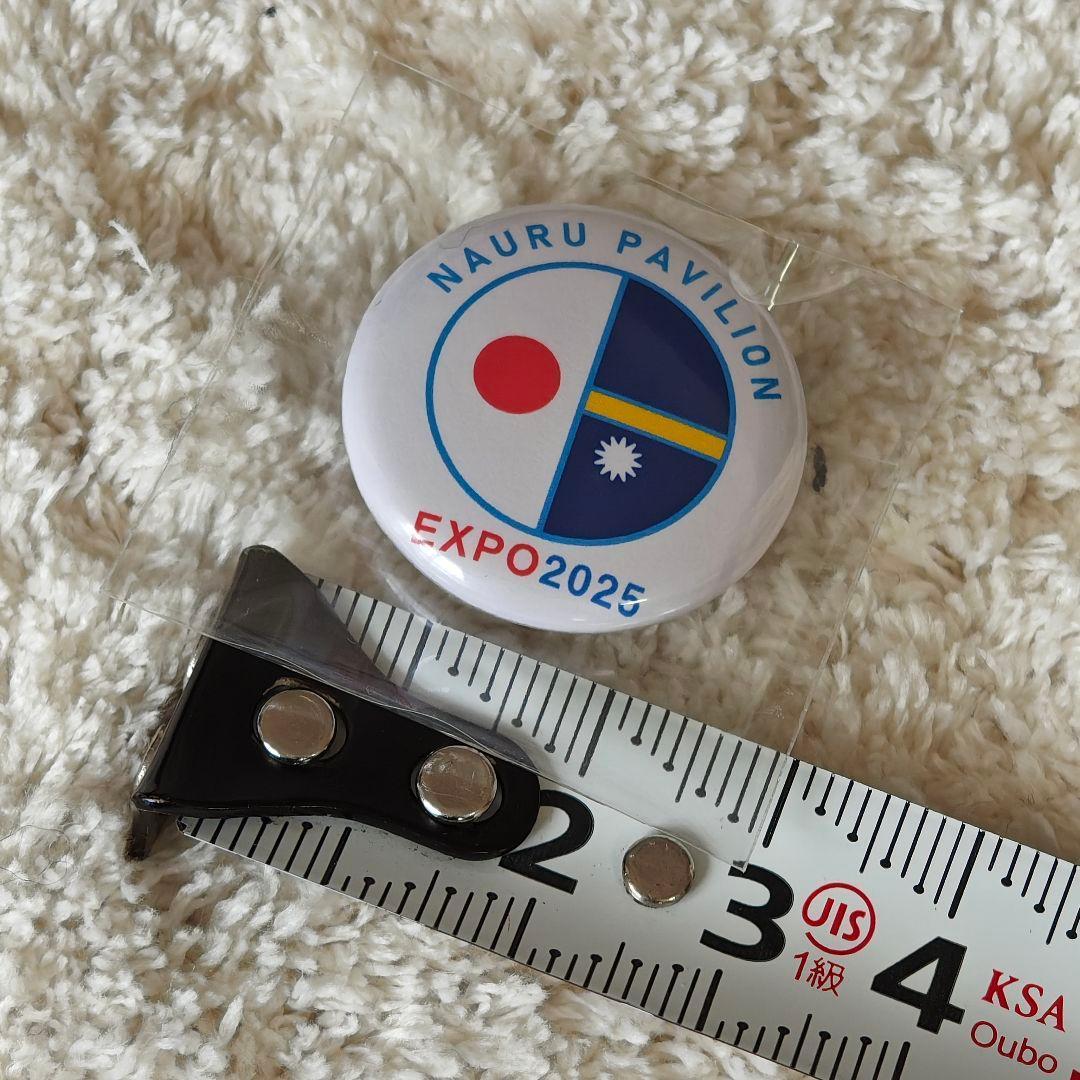 NAURU PAVILION
EXPO2025
2
3
JIS
1級
4
KSA
Oubo